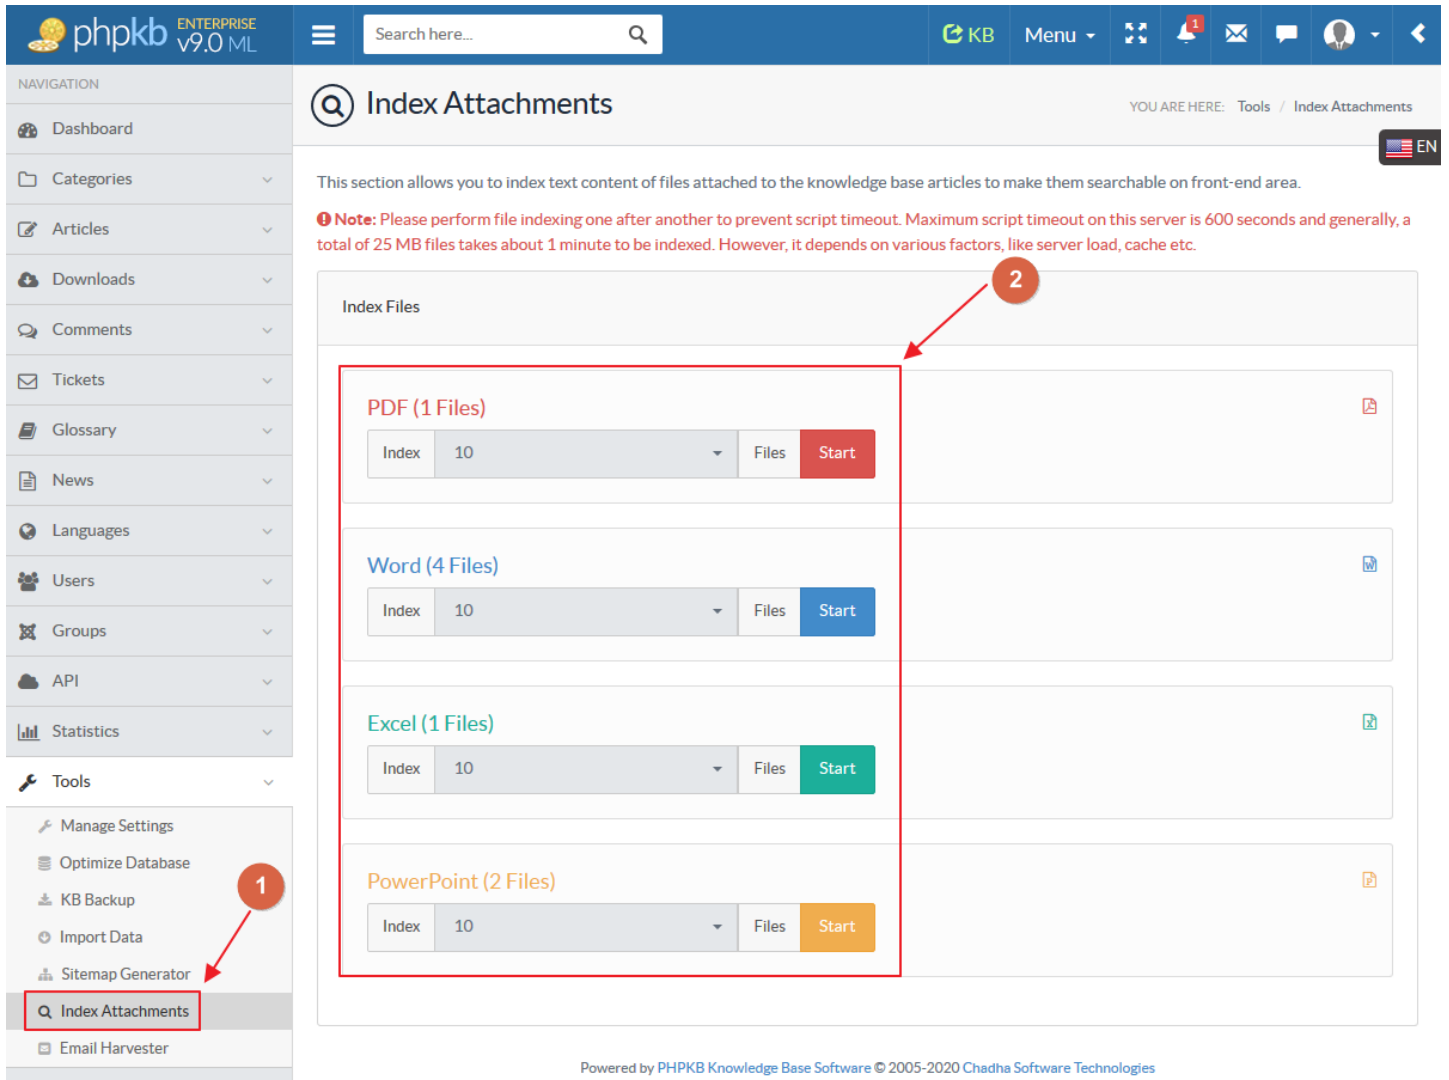 phpkb ENTERPRISE v9.0 ML
Search here...
KB
Menu
1
NAVIGATION
Dashboard
Categories
Articles
Downloads
Comments
Tickets
Glossary
News
Languages
Users
Groups
API
Statistics
Tools
Manage Settings
Optimize Database
KB Backup
Import Data
Sitemap Generator
Index Attachments
Email Harvester
1
Index Attachments
YOU ARE HERE: Tools / Index Attachments
EN
This section allows you to index text content of files attached to the knowledge base articles to make them searchable on front-end area.
Note: Please perform file indexing one after another to prevent script timeout. Maximum script timeout on this server is 600 seconds and generally, a
total of 25 MB files takes about 1 minute to be indexed. However, it depends on various factors, like server load, cache etc.
2
Index Files
PDF (1 Files)
Index 10 Files Start
Word (4 Files)
Index 10 Files Start
Excel (1 Files)
Index 10 Files Start
PowerPoint (2 Files)
Index 10 Files Start
Powered by PHPKB Knowledge Base Software © 2005-2020 Chadha Software Technologies